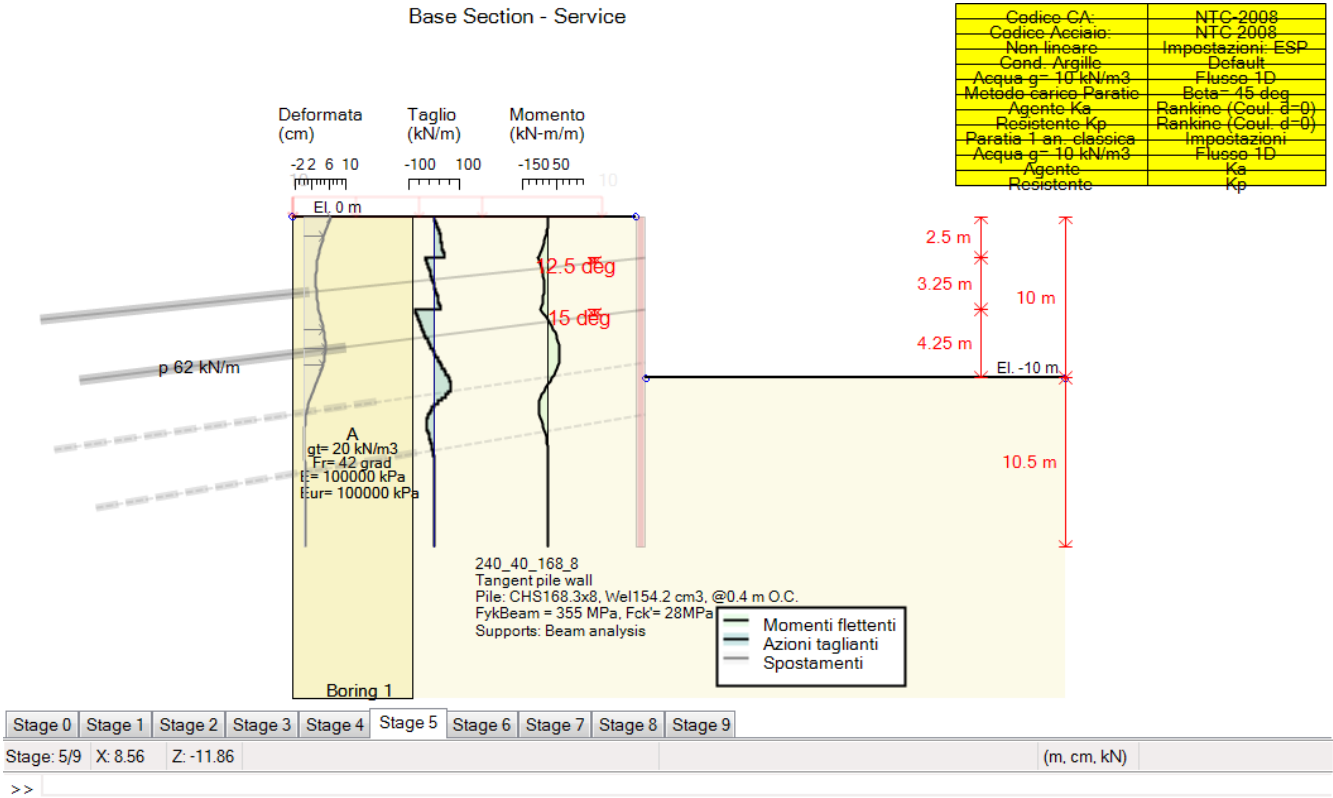 Base Section - Service
Codice CA: NTC-2008
Codice Acciaio: NTC 2008
Non lineare Impostazioni: ESP
Cond. Argille Default
Acqua g= 10 kN/m3 Flusso 1D
Metodo carico Paratie Beta= 45 deg
Agente Ka Rankine (Coul. d=0)
Resistente Kp Rankine (Coul. d=0)
Paratia 1 an. classica Impostazioni
Acqua g= 10 kN/m3 Flusso 1D
Agente Ka
Resistente Kp
Deformata Taglio Momento
(cm) (kN/m) (kN-m/m)
-2 2 6 10 -100 100 -150 50
10 10
El. 0 m
2.5 m
12.5 deg
3.25 m
10 m
15 deg
4.25 m
p 62 kN/m
El. -10 m
A
gt= 20 kN/m3
Fr= 42 grad
E= 100000 kPa
Eur= 100000 kPa
10.5 m
240_40_168_8
Tangent pile wall
Pile: CHS168.3x8, Wel154.2 cm3, @0.4 m O.C.
FykBeam = 355 MPa, Fck'= 28MPa
Supports: Beam analysis
Momenti flettenti
Azioni taglianti
Spostamenti
Boring 1
Stage 0 Stage 1 Stage 2 Stage 3 Stage 4 Stage 5 Stage 6 Stage 7 Stage 8 Stage 9
Stage: 5/9 X: 8.56 Z: -11.86 (m, cm, kN)
>>